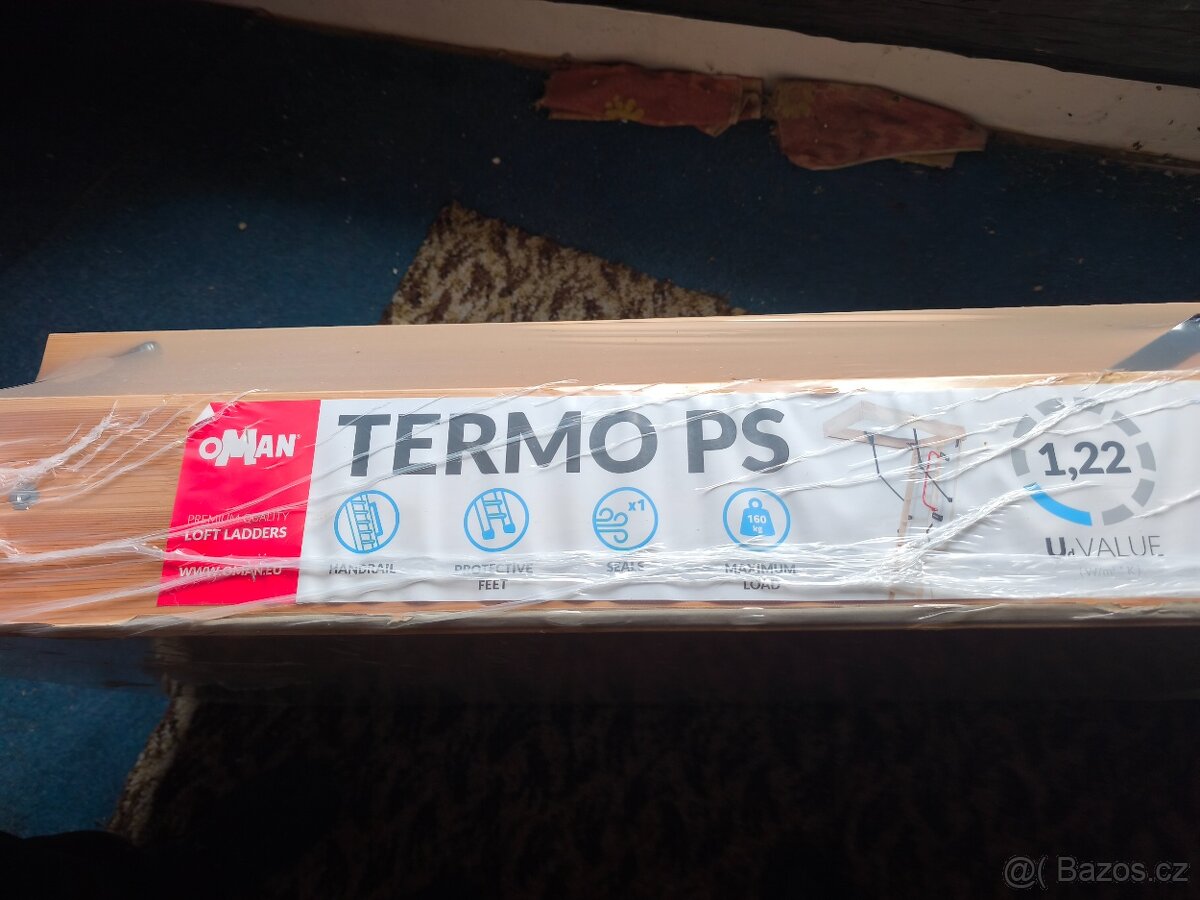 OMAN®
PREMIUM QUALITY
LOFT LADDERS
WWW.OMAN.EU
TERMO PS
HANDRAIL
PROTECTIVE
FEET
x1
SEALS
160
kg
MAXIMUM
LOAD
1,22
Ud VALUE
@( Bazos.cz